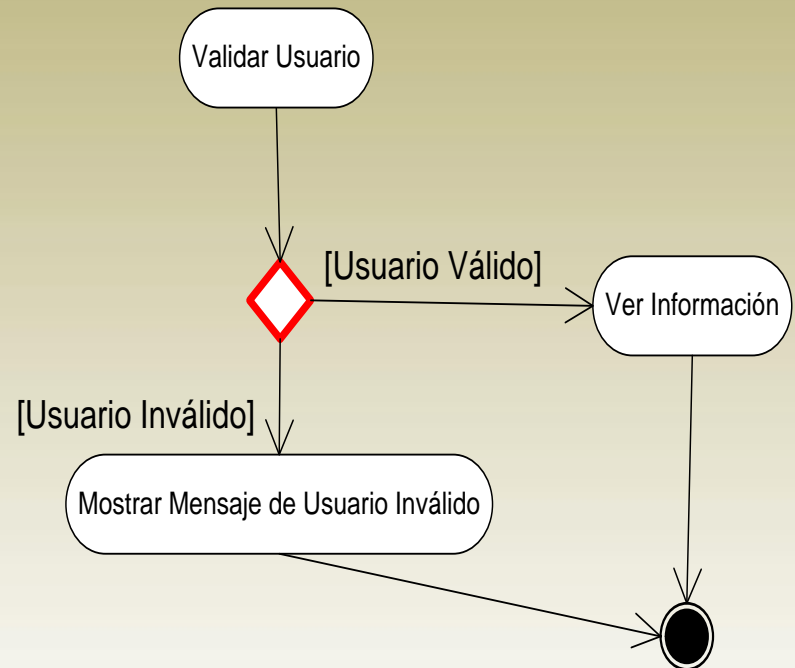 Validar Usuario
[Usuario Válido]
Ver Información
[Usuario Inválido]
Mostrar Mensaje de Usuario Inválido